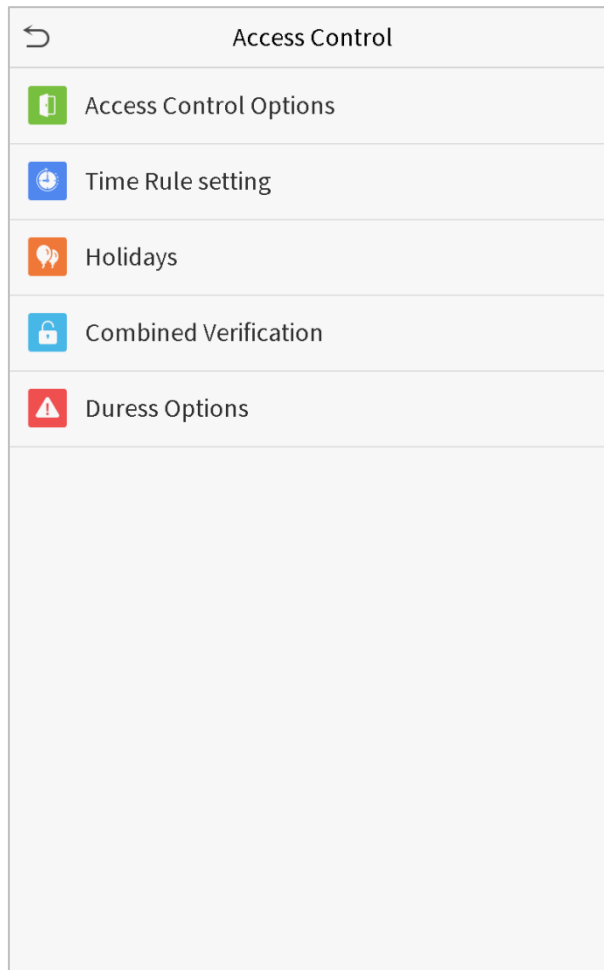 Access Control
Access Control Options
Time Rule setting
Holidays
Combined Verification
Duress Options